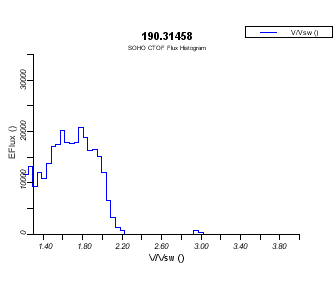 190.31458
SOHO CTOF Flux Histogram
V/Vsw ()
EFlux ()
30000
20000
10000
0
1.40 1.80 2.20 2.60 3.00 3.40 3.80
V/Vsw ()